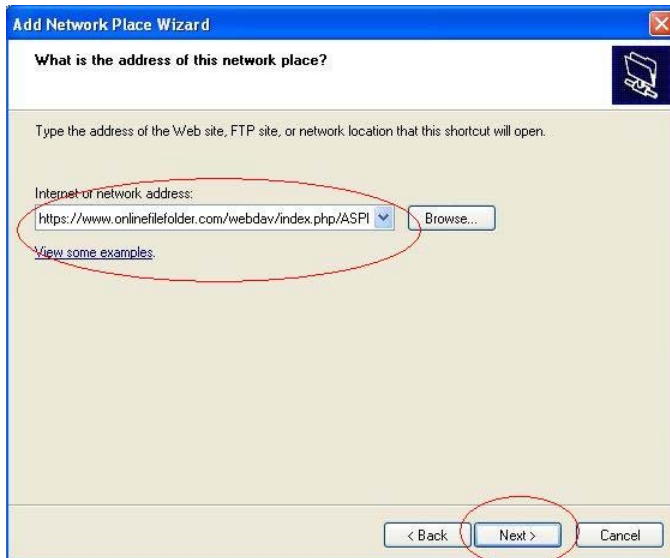 Add Network Place Wizard
What is the address of this network place?
Type the address of the Web site, FTP site, or network location that this shortcut will open.
Internet or network address:
https://www.onlinefilefolder.com/webdav/index.php/ASPI
Browse...
View some examples.
< Back
Next >
Cancel